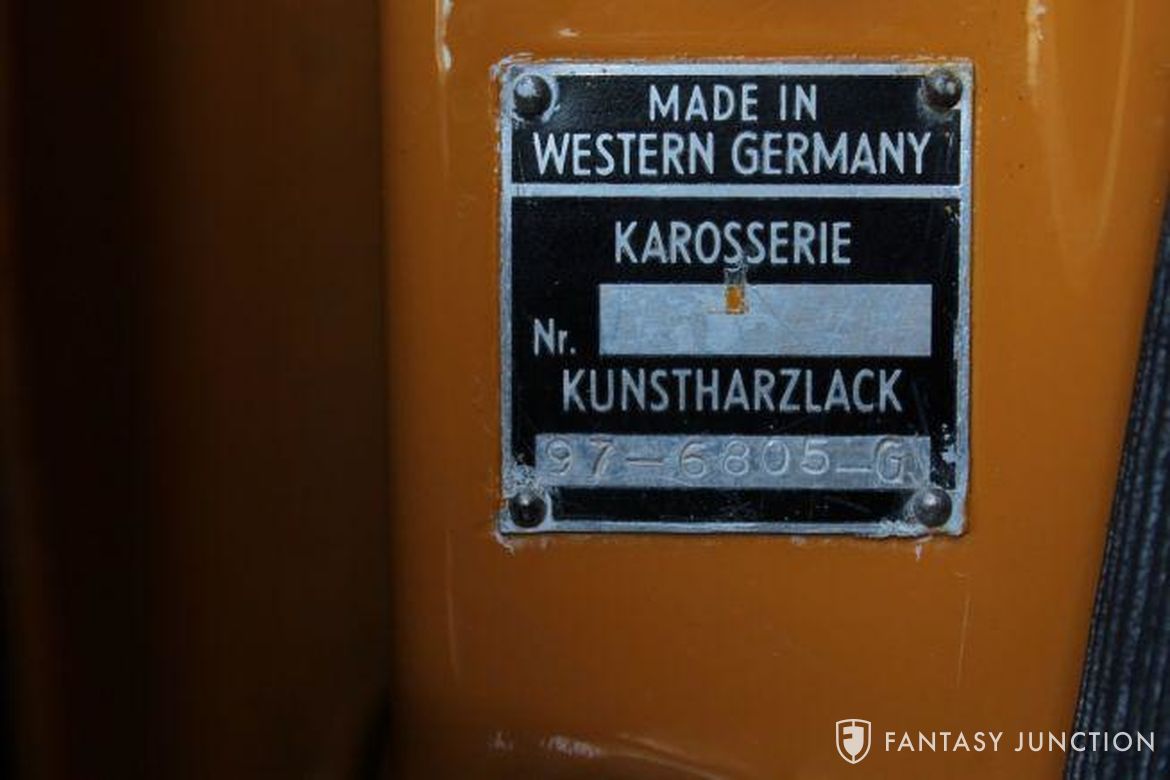 MADE IN
WESTERN GERMANY
KAROSSERIE
Nr.
KUNSTHARZLACK
97-6805-G
FANTASY JUNCTION